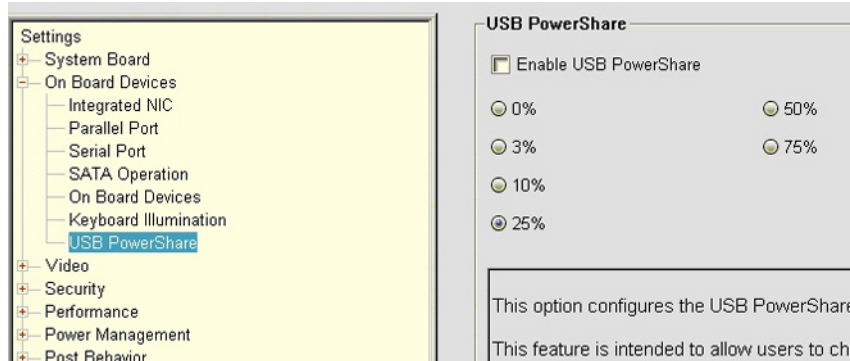 Settings
System Board
On Board Devices
Integrated NIC
Parallel Port
Serial Port
SATA Operation
On Board Devices
Keyboard Illumination
USB PowerShare
Video
Security
Performance
Power Management
Post Behavior
USB PowerShare
Enable USB PowerShare
0% 50%
3% 75%
10%
25%
This option configures the USB PowerShare
This feature is intended to allow users to ch